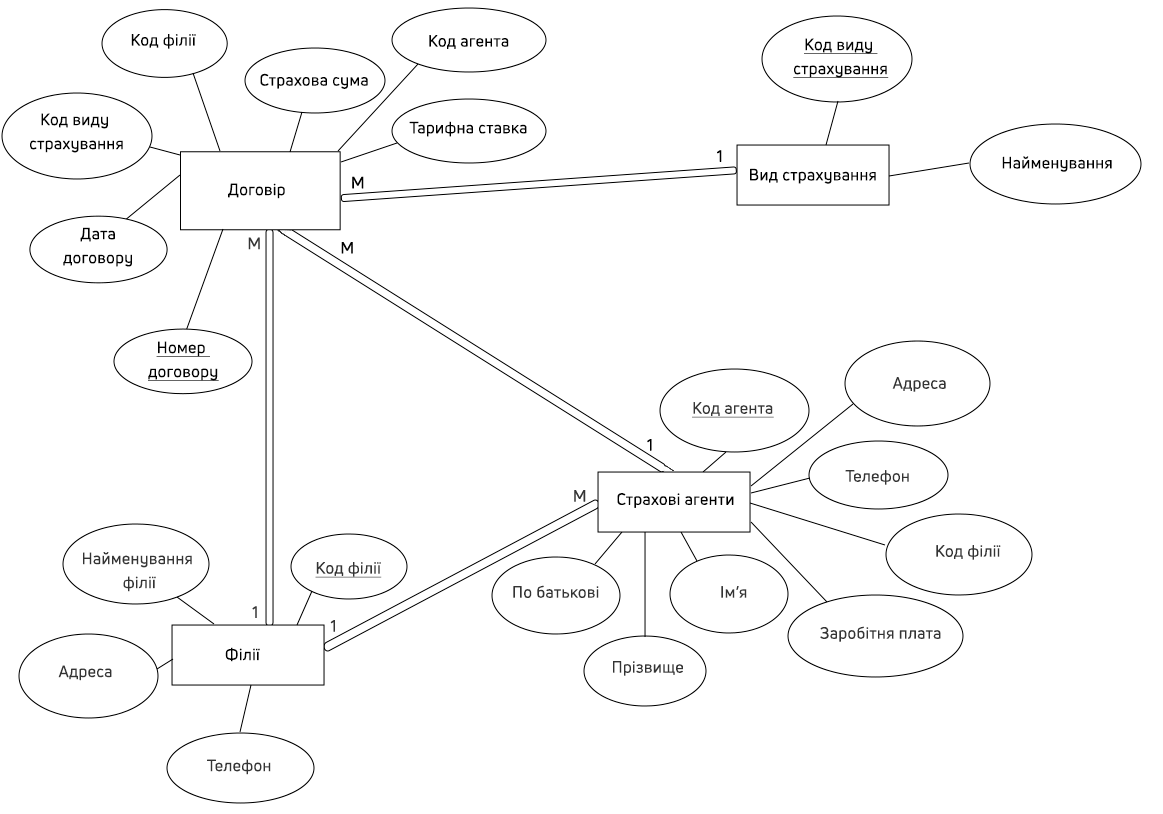 Код філії
Код агента
Страхова сума
Код виду
страхування
Код виду
страхування
Тарифна ставка
Найменування
1
Вид страхування
М
Договір
Дата
договору
М
М
Номер
договору
Адреса
Код агента
1
Телефон
М
Страхові агенти
Код філії
Найменування
філії
Код філії
По батькові
Ім'я
1
1
Заробітня плата
Філії
Адреса
Прізвище
Телефон